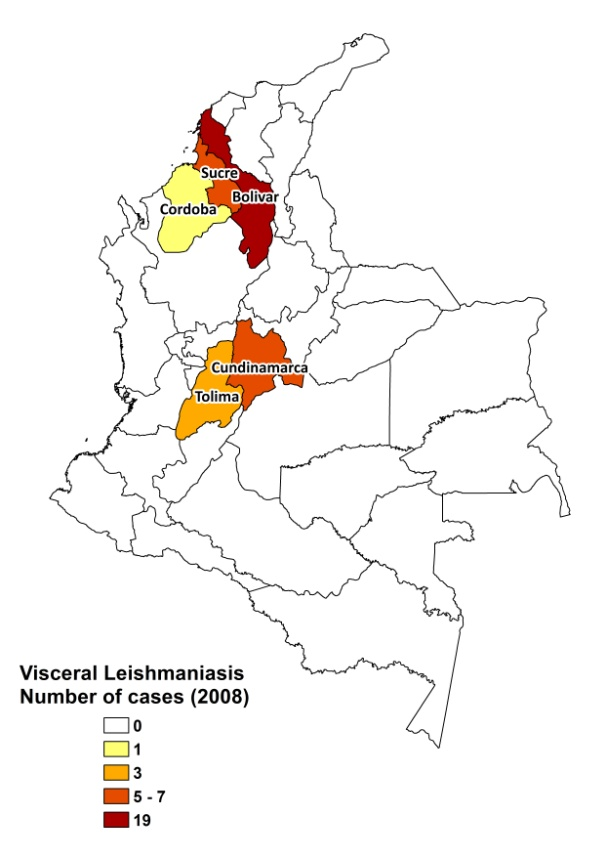 Sucre
Bolivar
Cordoba
Cundinamarca
Tolima
Visceral Leishmaniasis
Number of cases (2008)
0
1
3
5 - 7
19